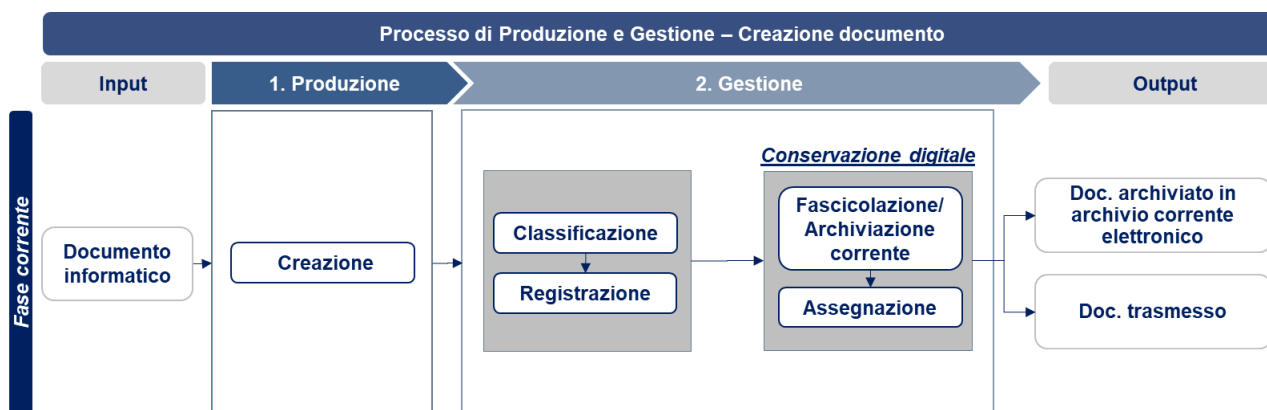 Processo di Produzione e Gestione – Creazione documento
Input
1. Produzione
2. Gestione
Output
Fase corrente
Documento
informatico
Creazione
Classificazione
Registrazione
Conservazione digitale
Fascicolazione/
Archiviazione
corrente
Assegnazione
Doc. archiviato in
archivio corrente
elettronico
Doc. trasmesso